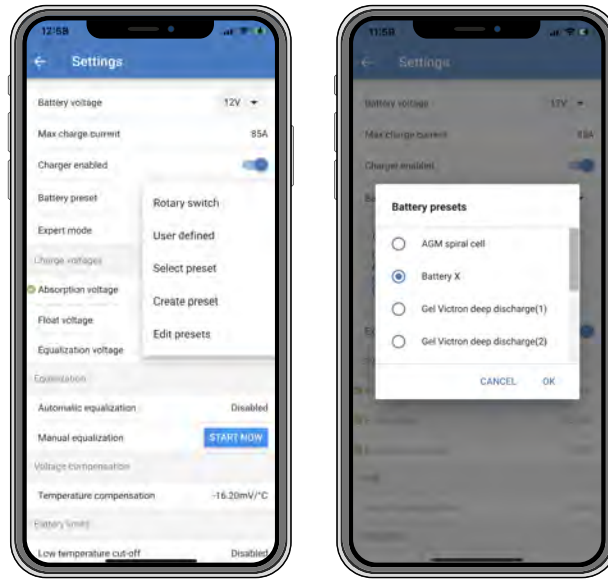 12:58
Settings
Battery voltage 12V
Max charge current 85A
Charger enabled
Battery preset
Rotary switch
Expert mode
User defined
Charge voltages
Select preset
Absorption voltage
Create preset
Float voltage
Edit presets
Equalization voltage
Equalization
Automatic equalization Disabled
Manual equalization START NOW
Voltage compensation
Temperature compensation -16.20mV/°C
Battery limits
Low temperature cut-off Disabled
11:58
Settings
Battery voltage 12V
Max charge current
Charger enabled
Battery presets
AGM spiral cell
Battery X
Gel Victron deep discharge(1)
Gel Victron deep discharge(2)
CANCEL OK